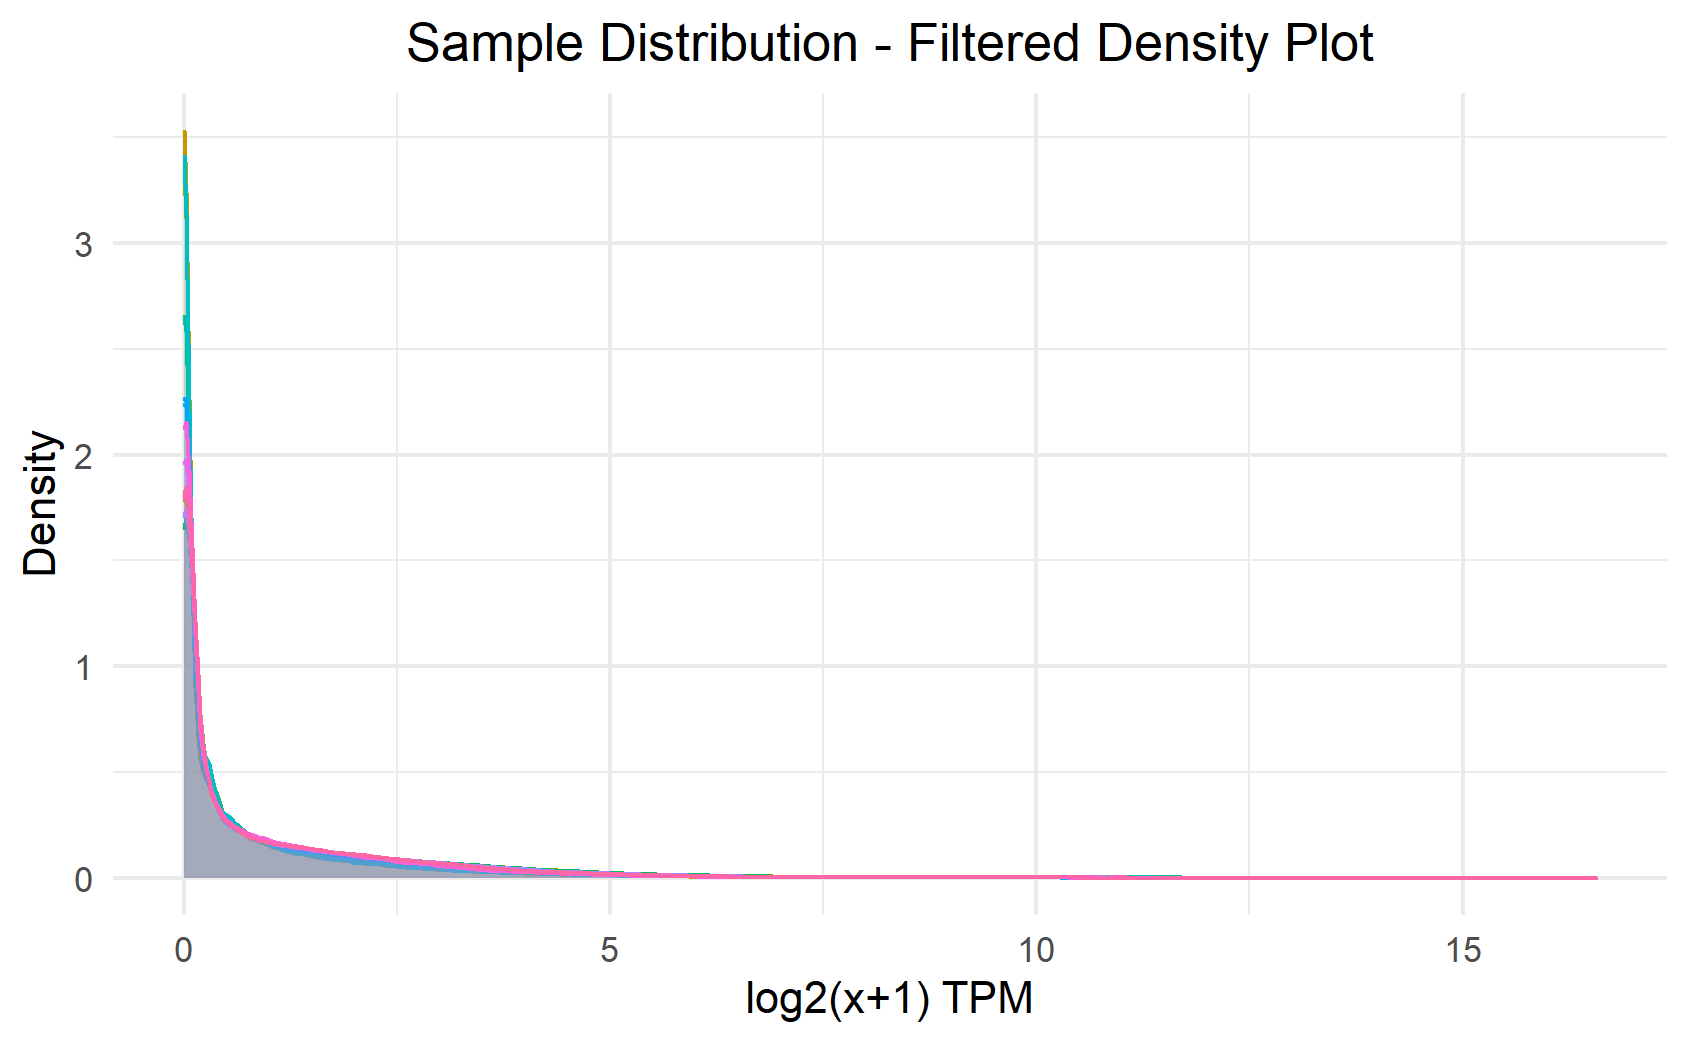 Sample Distribution - Filtered Density Plot
Density
3
2
1
0
0 5 10 15
log2(x+1) TPM